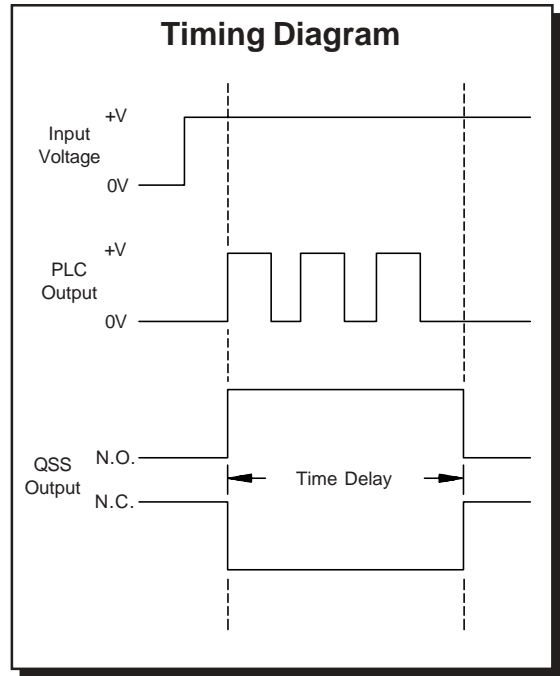 Timing Diagram
+V
Input
Voltage
0V
+V
PLC
Output
0V
QSS
Output
N.O.
N.C.
Time Delay